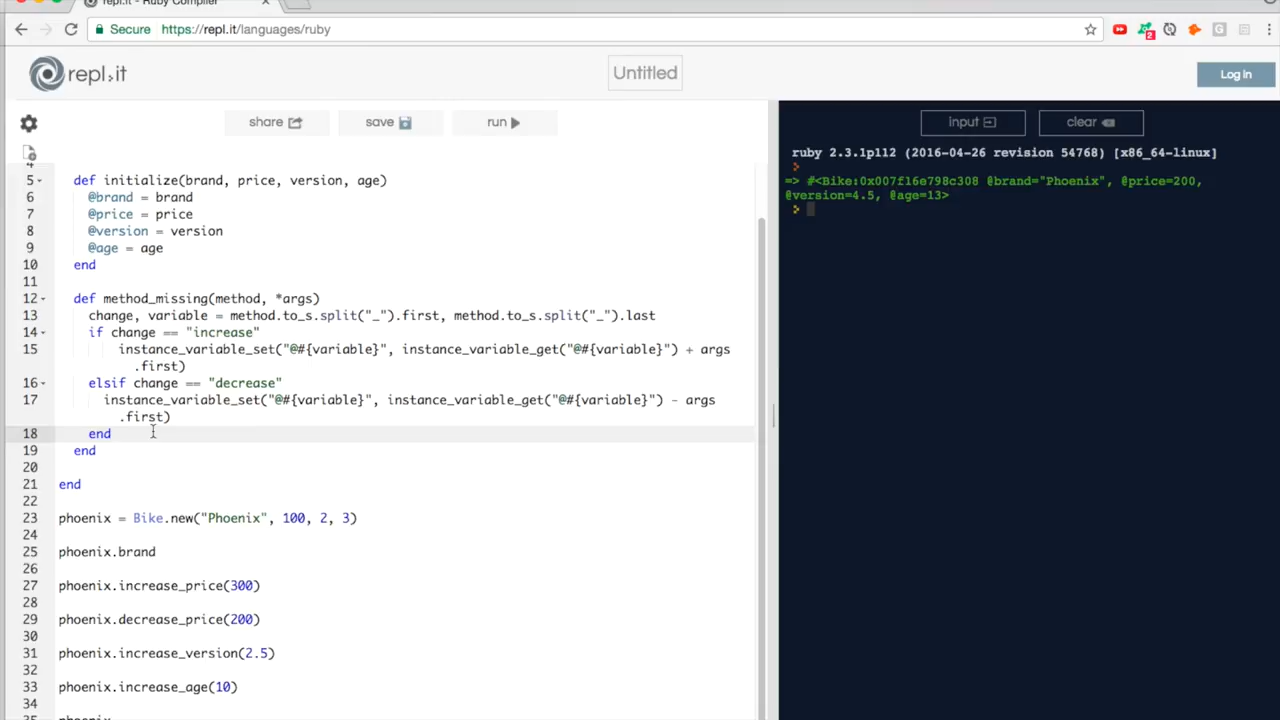 repl.it - Ruby Compiler
Secure https://repl.it/languages/ruby
2
G
repl.it
Untitled
Log in
share save run
input clear
4
5 def initialize(brand, price, version, age)
6 @brand = brand
7 @price = price
8 @version = version
9 @age = age
10 end
11
12 def method_missing(method, *args)
13 change, variable = method.to_s.split("_").first, method.to_s.split("_").last
14 if change == "increase"
15 instance_variable_set("@#{variable}", instance_variable_get("@#{variable}") + args
.first)
16 elsif change == "decrease"
17 instance_variable_set("@#{variable}", instance_variable_get("@#{variable}") - args
.first)
18 end
19 end
20
21 end
22
23 phoenix = Bike.new("Phoenix", 100, 2, 3)
24
25 phoenix.brand
26
27 phoenix.increase_price(300)
28
29 phoenix.decrease_price(200)
30
31 phoenix.increase_version(2.5)
32
33 phoenix.increase_age(10)
34
35 phoenix
ruby 2.3.1p112 (2016-04-26 revision 54768) [x86_64-linux]
>
=> #<Bike:0x007f16e798c308 @brand="Phoenix", @price=200,
@version=4.5, @age=13>
>